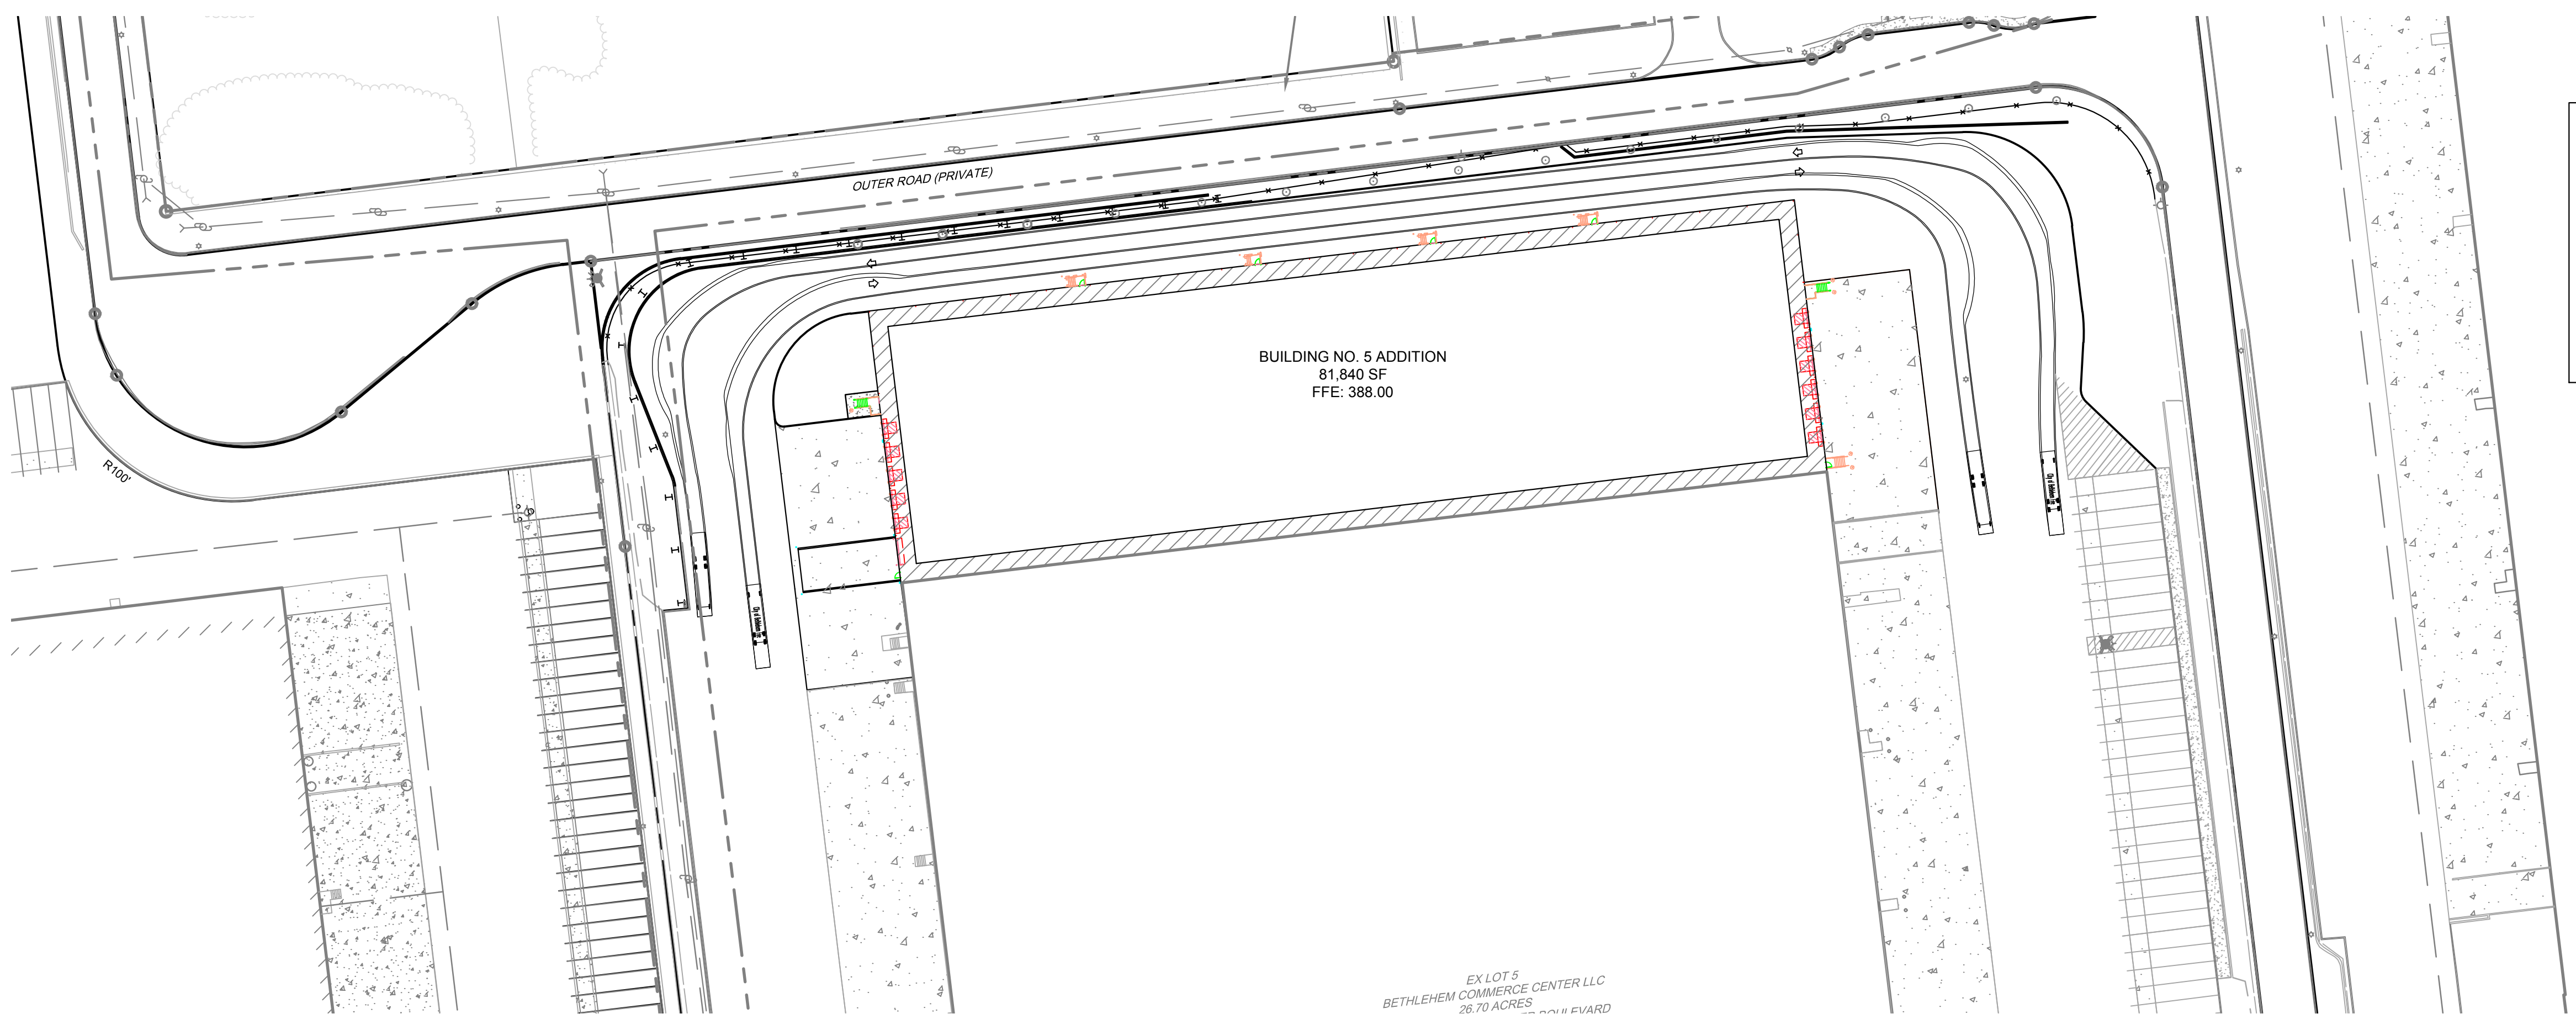 OUTER ROAD (PRIVATE)
BUILDING NO. 5 ADDITION
81,840 SF
FFE: 388.00
R100'
EX LOT 5
BETHLEHEM COMMERCE CENTER LLC
26.70 ACRES
BOULEVARD